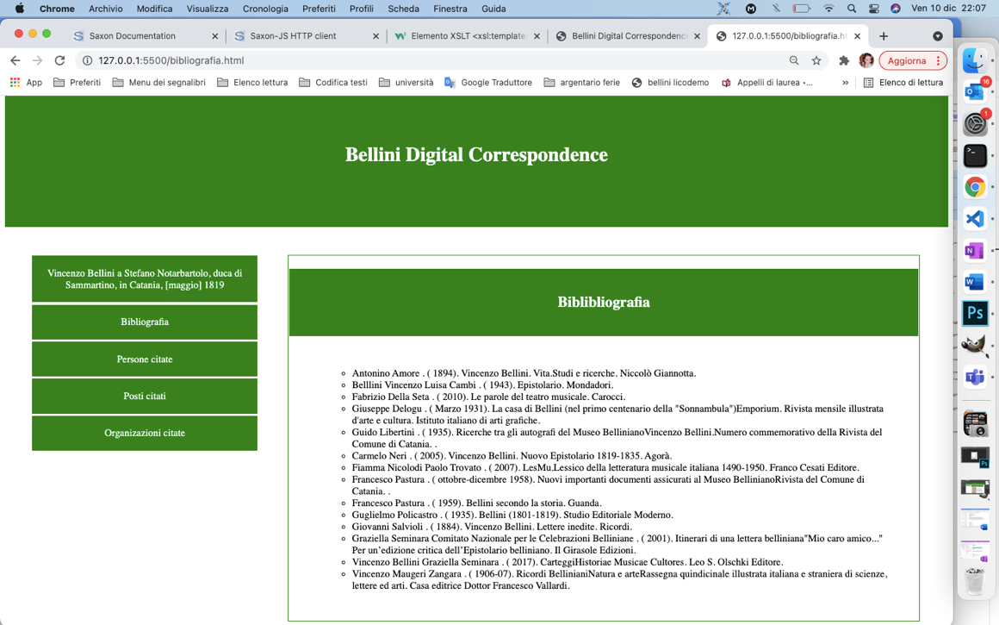 Chrome Archivio Modifica Visualizza Cronologia Preferiti Profili Scheda Finestra Guida Ven 10 dic 22:07
Saxon Documentation Saxon-JS HTTP client Elemento XSLT <xsl:template Bellini Digital Correspondence 127.0.0.1:5500/bibliografia.h
127.0.0.1:5500/bibliografia.html Aggiorna
App Preferiti Menu dei segnalibri Elenco lettura Codifica testi università Google Traduttore argentario ferie bellini licodemo Appelli di laurea •... » Elenco di lettura
16
1
Bellini Digital Correspondence
Vincenzo Bellini a Stefano Notarbartolo, duca di
Sammartino, in Catania, [maggio] 1819
Bibliografia
Persone citate
Posti citati
Organizazioni citate
Biblibliografia
Antonino Amore . ( 1894). Vincenzo Bellini. Vita.Studi e ricerche. Niccolò Giannotta.
Belllini Vincenzo Luisa Cambi . ( 1943). Epistolario. Mondadori.
Fabrizio Della Seta . ( 2010). Le parole del teatro musicale. Carocci.
Giuseppe Delogu . ( Marzo 1931). La casa di Bellini (nel primo centenario della "Sonnambula")Emporium. Rivista mensile illustrata
d'arte e cultura. Istituto italiano di arti grafiche.
Guido Libertini . ( 1935). Ricerche tra gli autografi del Museo BellinianoVincenzo Bellini.Numero commemorativo della Rivista del
Comune di Catania. .
Carmelo Neri . ( 2005). Vincenzo Bellini. Nuovo Epistolario 1819-1835. Agorà.
Fiamma Nicolodi Paolo Trovato . ( 2007). LesMu.Lessico della letteratura musicale italiana 1490-1950. Franco Cesati Editore.
Francesco Pastura . ( ottobre-dicembre 1958). Nuovi importanti documenti assicurati al Museo BellinianoRivista del Comune di
Catania. .
Francesco Pastura . ( 1959). Bellini secondo la storia. Guanda.
Guglielmo Policastro . ( 1935). Bellini (1801-1819). Studio Editoriale Moderno.
Giovanni Salvioli . ( 1884). Vincenzo Bellini. Lettere inedite. Ricordi.
Graziella Seminara Comitato Nazionale per le Celebrazioni Belliniane . ( 2001). Itinerari di una lettera belliniana"Mio caro amico..."
Per un’edizione critica dell’Epistolario belliniano. Il Girasole Edizioni.
Vincenzo Bellini Graziella Seminara . ( 2017). CarteggiHistoriae Musicae Cultores. Leo S. Olschki Editore.
Vincenzo Maugeri Zangara . ( 1906-07). Ricordi BellinianiNatura e arteRassegna quindicinale illustrata italiana e straniera di scienze,
lettere ed arti. Casa editrice Dottor Francesco Vallardi.
Ps